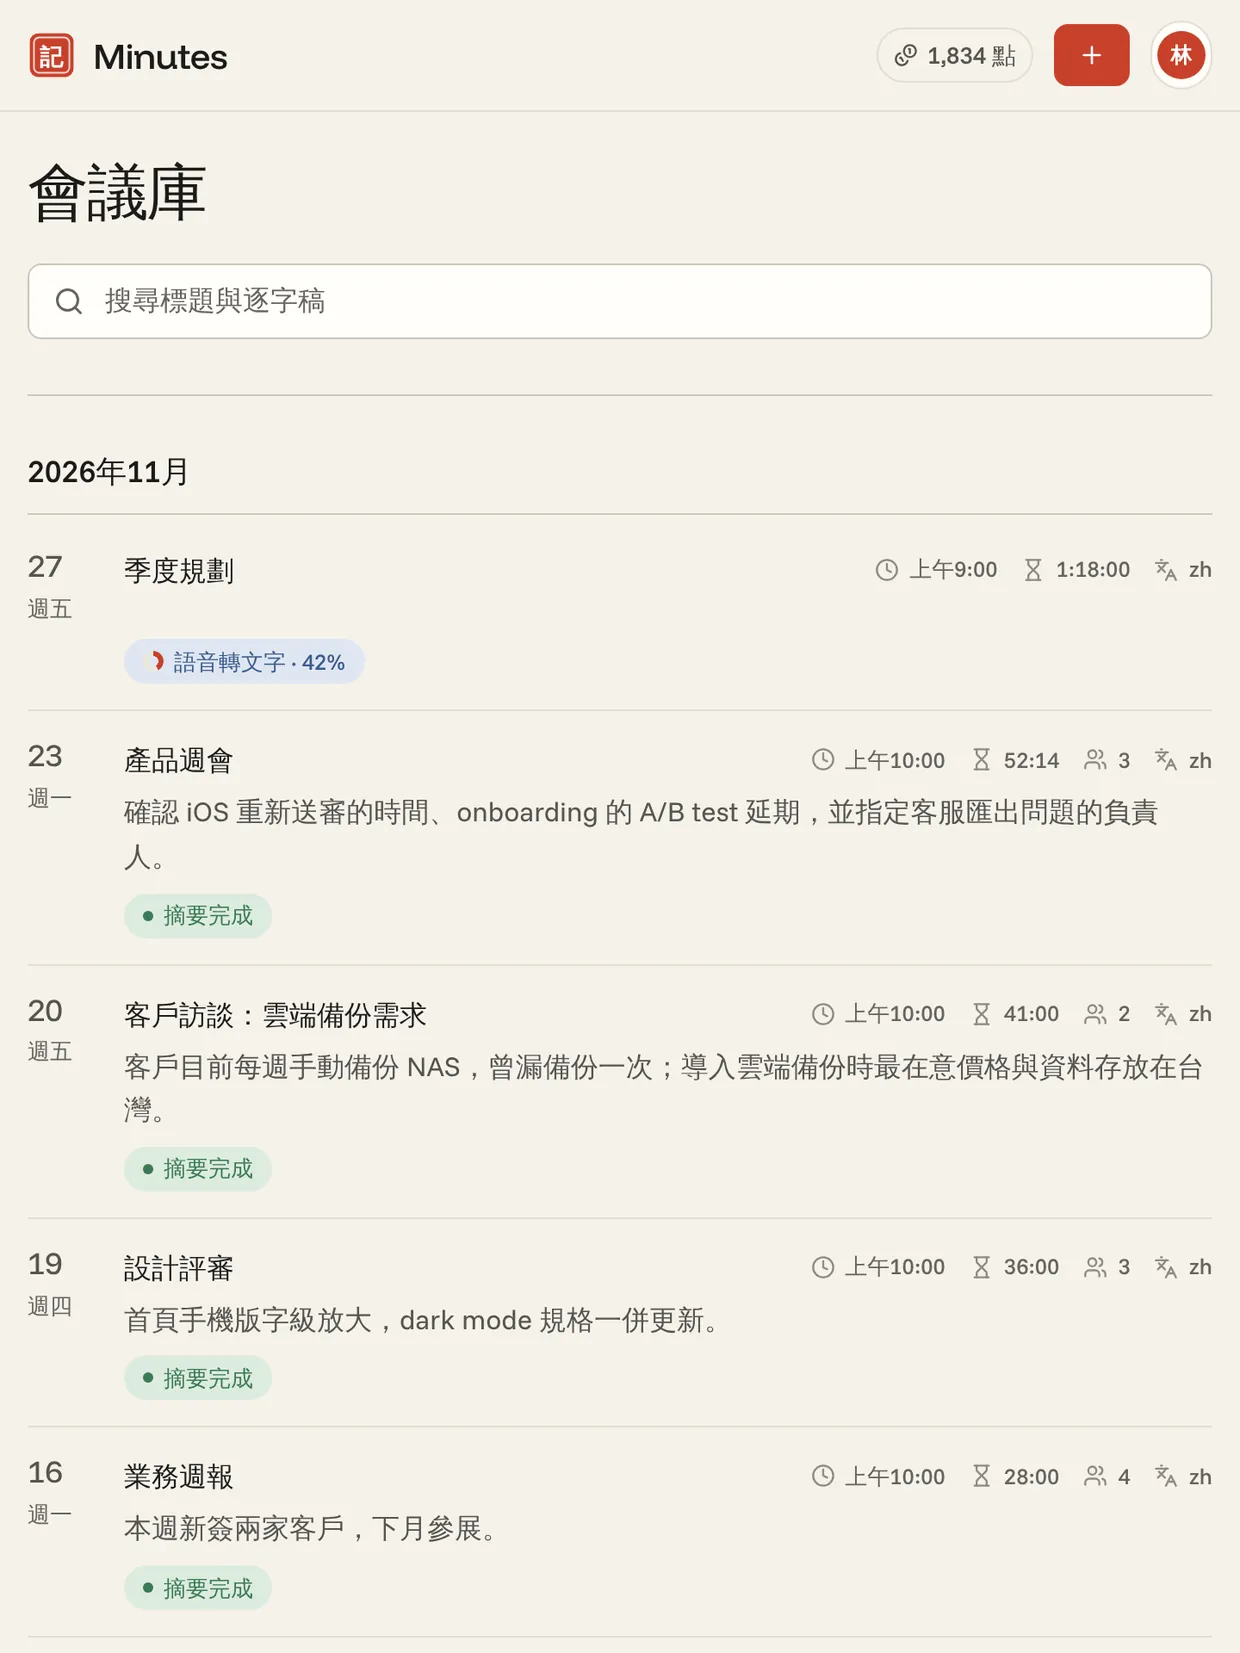 記 Minutes 1,834 點 + 林
會議庫
搜尋標題與逐字稿
2026年11月
27 季度規劃 上午9:00 1:18:00 zh
週五
語音轉文字 · 42%
23 產品週會 上午10:00 52:14 3 zh
週一
確認 iOS 重新送審的時間、onboarding 的 A/B test 延期，並指定客服匯出問題的負責
人。
摘要完成
20 客戶訪談：雲端備份需求 上午10:00 41:00 2 zh
週五
客戶目前每週手動備份 NAS，曾漏備份一次；導入雲端備份時最在意價格與資料存放在台
灣。
摘要完成
19 設計評審 上午10:00 36:00 3 zh
週四
首頁手機版字級放大，dark mode 規格一併更新。
摘要完成
16 業務週報 上午10:00 28:00 4 zh
週一
本週新簽兩家客戶，下月參展。
摘要完成